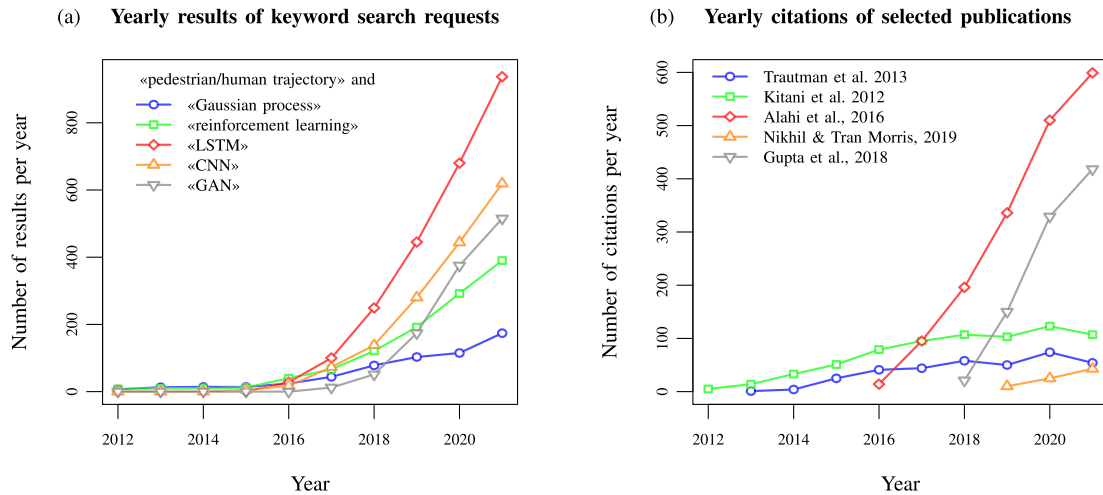 (a) Yearly results of keyword search requests
Number of results per year
800
600
400
200
0
«pedestrian/human trajectory» and
«Gaussian process»
«reinforcement learning»
«LSTM»
«CNN»
«GAN»
2012 2014 2016 2018 2020
Year
(b) Yearly citations of selected publications
Number of citations per year
600
500
400
300
200
100
0
Trautman et al. 2013
Kitani et al. 2012
Alahi et al., 2016
Nikhil & Tran Morris, 2019
Gupta et al., 2018
2012 2014 2016 2018 2020
Year